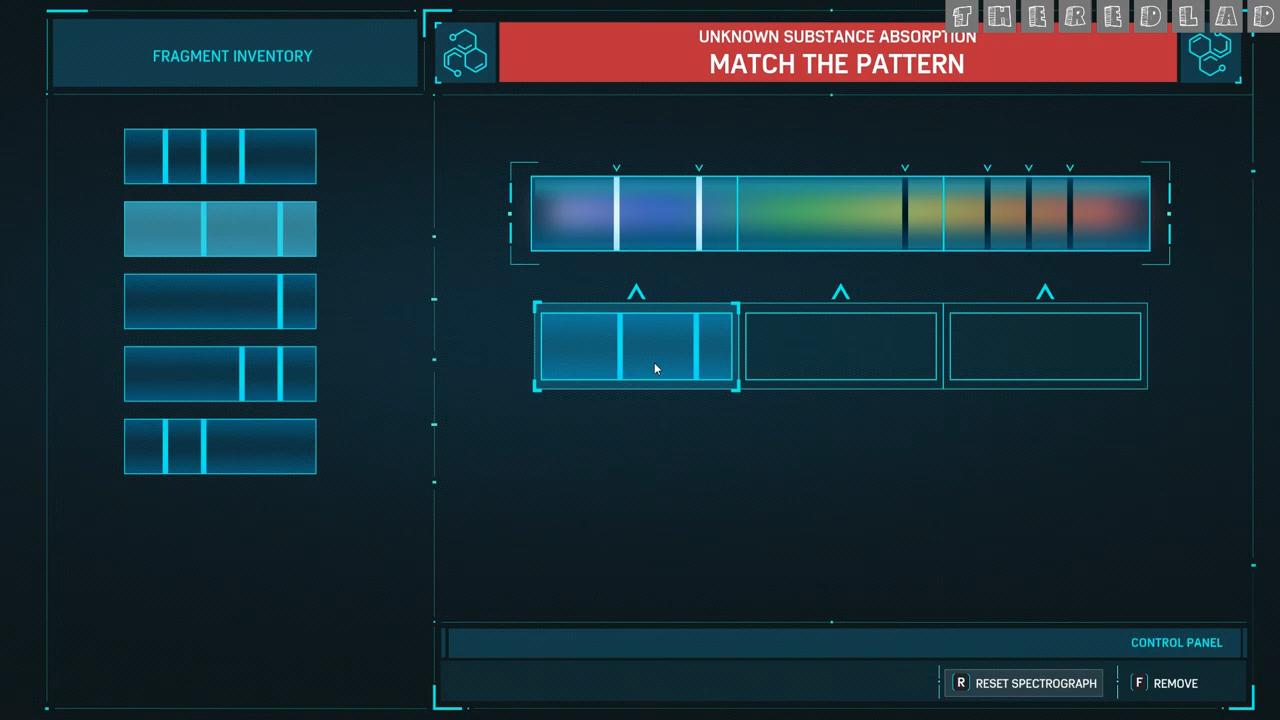 THEREDLAD
FRAGMENT INVENTORY
UNKNOWN SUBSTANCE ABSORPTION
MATCH THE PATTERN
CONTROL PANEL
R RESET SPECTROGRAPH
F REMOVE